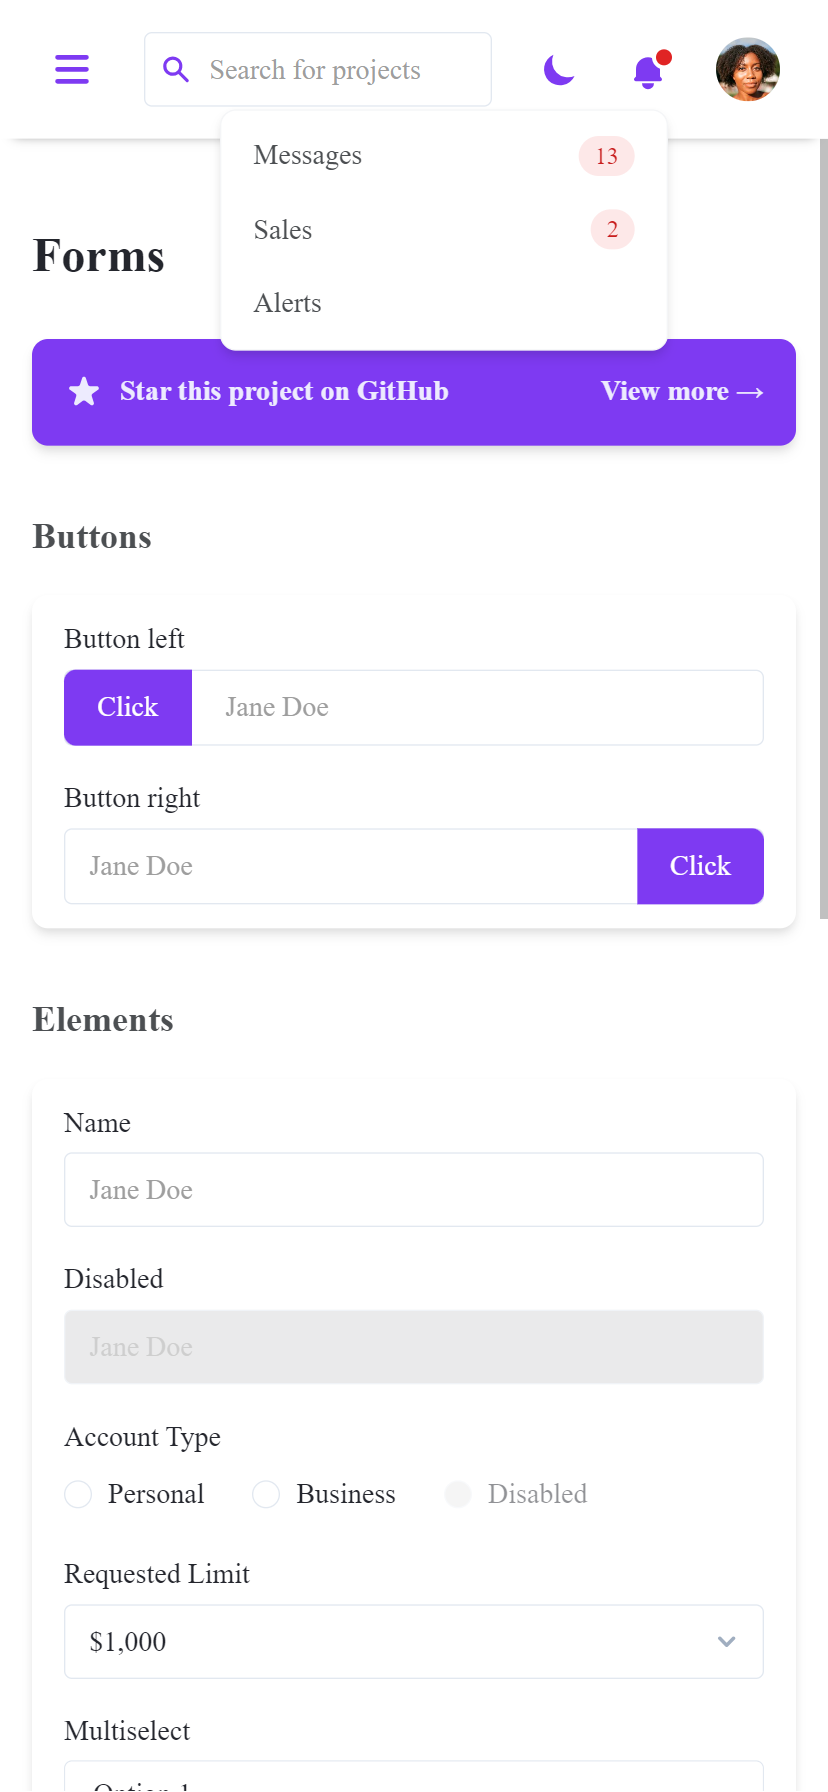 Search for projects
Messages 13
Sales 2
Alerts
Forms
Star this project on GitHub View more →
Buttons
Button left
Click Jane Doe
Button right
Jane Doe Click
Elements
Name
Jane Doe
Disabled
Jane Doe
Account Type
Personal Business Disabled
Requested Limit
$1,000
Multiselect